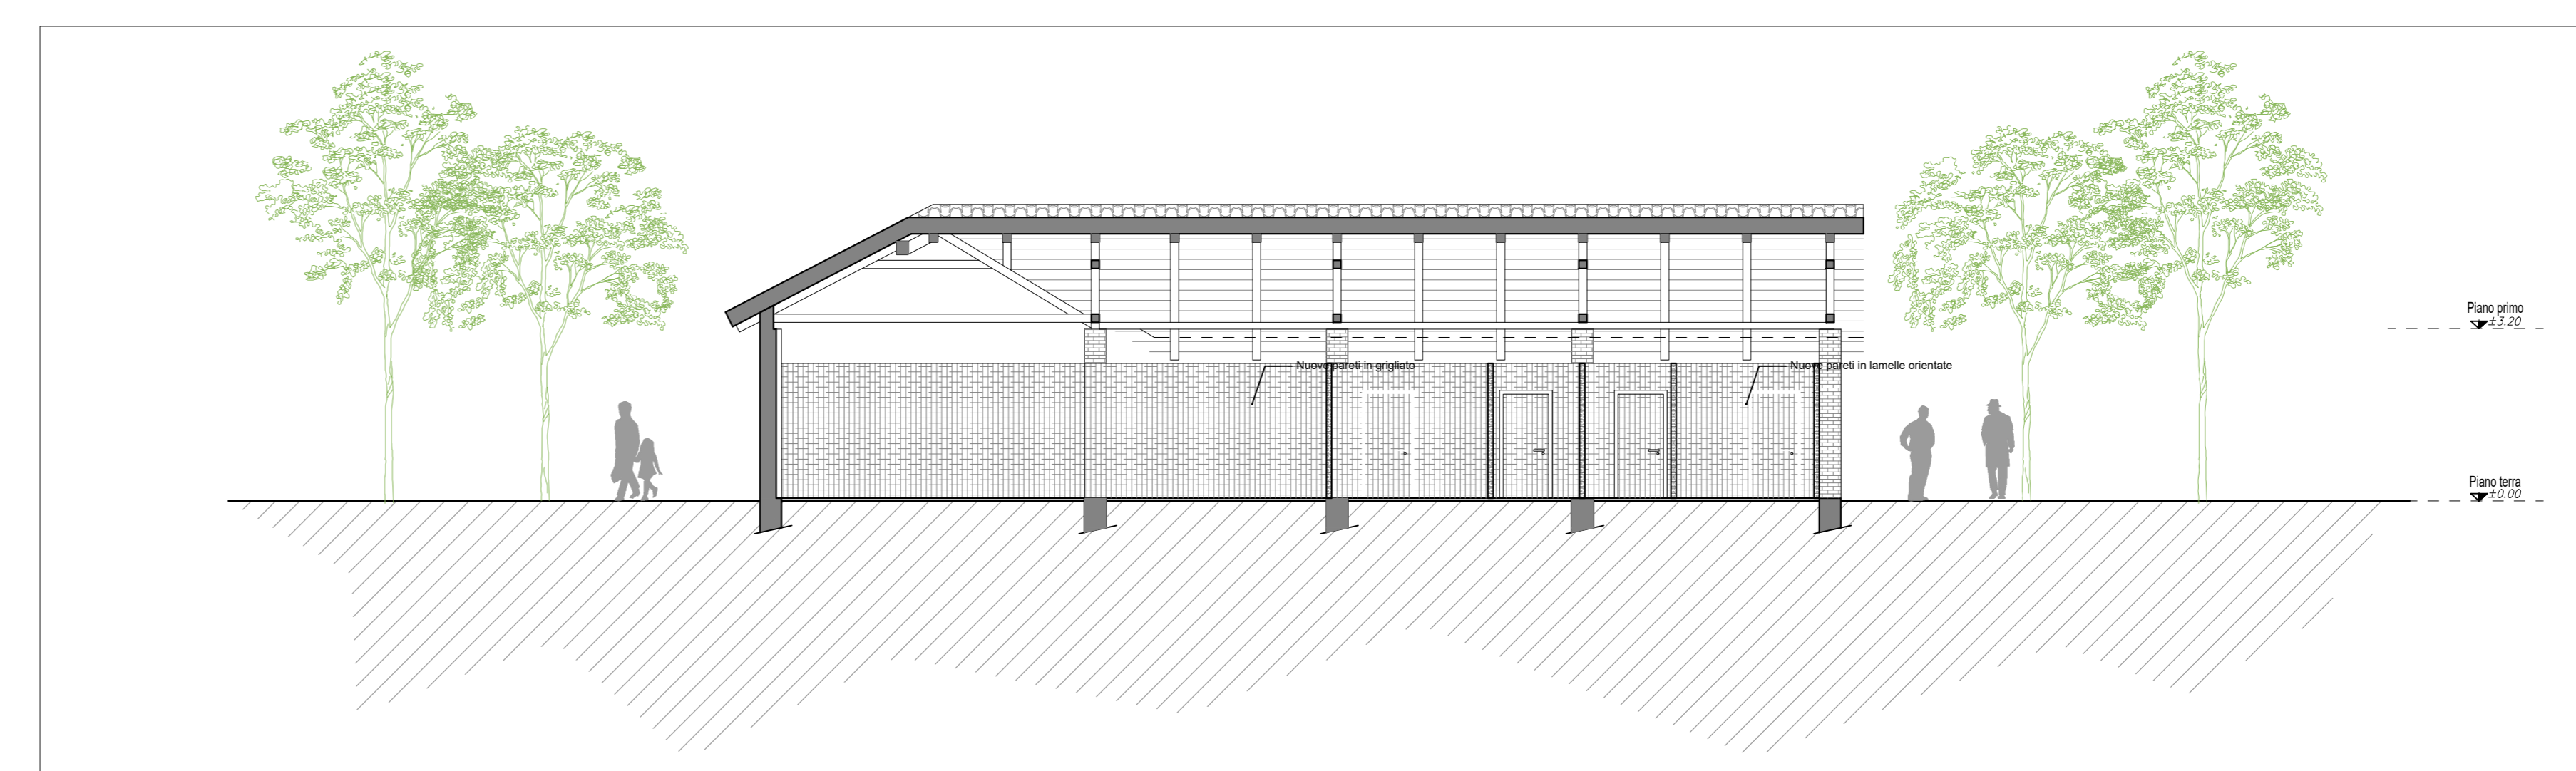 Piano primo
±3.20
Nuove pareti in grigliato
Nuove pareti in lamelle orientate
Piano terra
±0.00